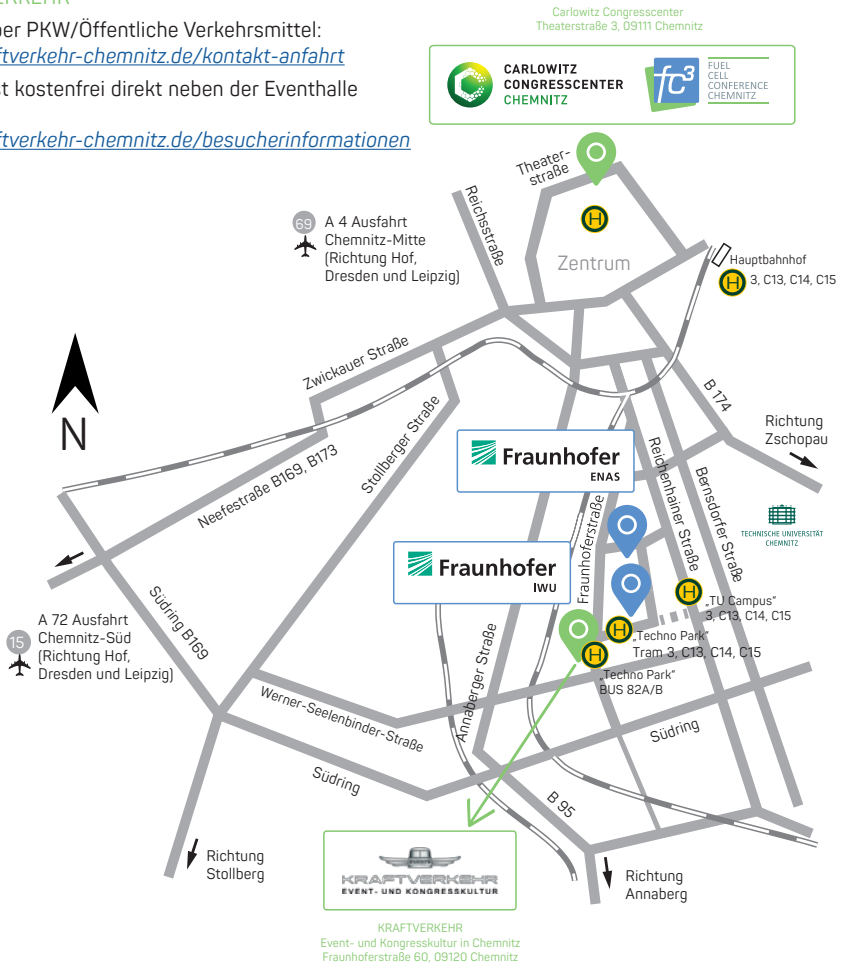 Carlowitz Congresscenter
Theaterstraße 3, 09111 Chemnitz
per PKW/Öffentliche Verkehrsmittel:
ftverkehr-chemnitz.de/kontakt-anfahrt
st kostenfrei direkt neben der Eventhalle
ftverkehr-chemnitz.de/besucherinformationen
CARLOWITZ
CONGRESSCENTER
CHEMNITZ
fc³
FUEL
CELL
CONFERENCE
CHEMNITZ
Theater-
straße
H
Reichsstraße
69
A 4 Ausfahrt
Chemnitz-Mitte
(Richtung Hof,
Dresden und Leipzig)
Zentrum
Hauptbahnhof
H 3, C13, C14, C15
Zwickauer Straße
N
B 174
Richtung
Zschopau
Stollberger Straße
Neefestraße B169, B173
Fraunhofer
ENAS
Reichenhainer Straße
Bernsdorfer Straße
TECHNISCHE UNIVERSITÄT
CHEMNITZ
Fraunhoferstraße
Fraunhofer
IWU
Südring B169
15
A 72 Ausfahrt
Chemnitz-Süd
(Richtung Hof,
Dresden und Leipzig)
H
„TU Campus"
3, C13, C14, C15
H
„Techno Park"
Tram 3, C13, C14, C15
H
„Techno Park"
BUS 82A/B
Annaberger Straße
Werner-Seelenbinder-Straße
Südring
Südring
B 95
Richtung
Stollberg
Richtung
Annaberg
KRAFTVERKEHR
EVENT- UND KONGRESSKULTUR
KRAFTVERKEHR
Event- und Kongresskultur in Chemnitz
Fraunhoferstraße 60, 09120 Chemnitz